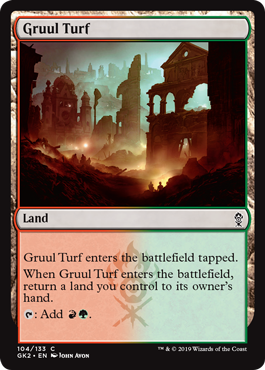 Gruul Turf
Land
Gruul Turf enters the battlefield tapped.
When Gruul Turf enters the battlefield,
return a land you control to its owner's
hand.
: Add .
104/133 C
GK2 • EN JOHN AVON
™ & © 2019 Wizards of the Coast